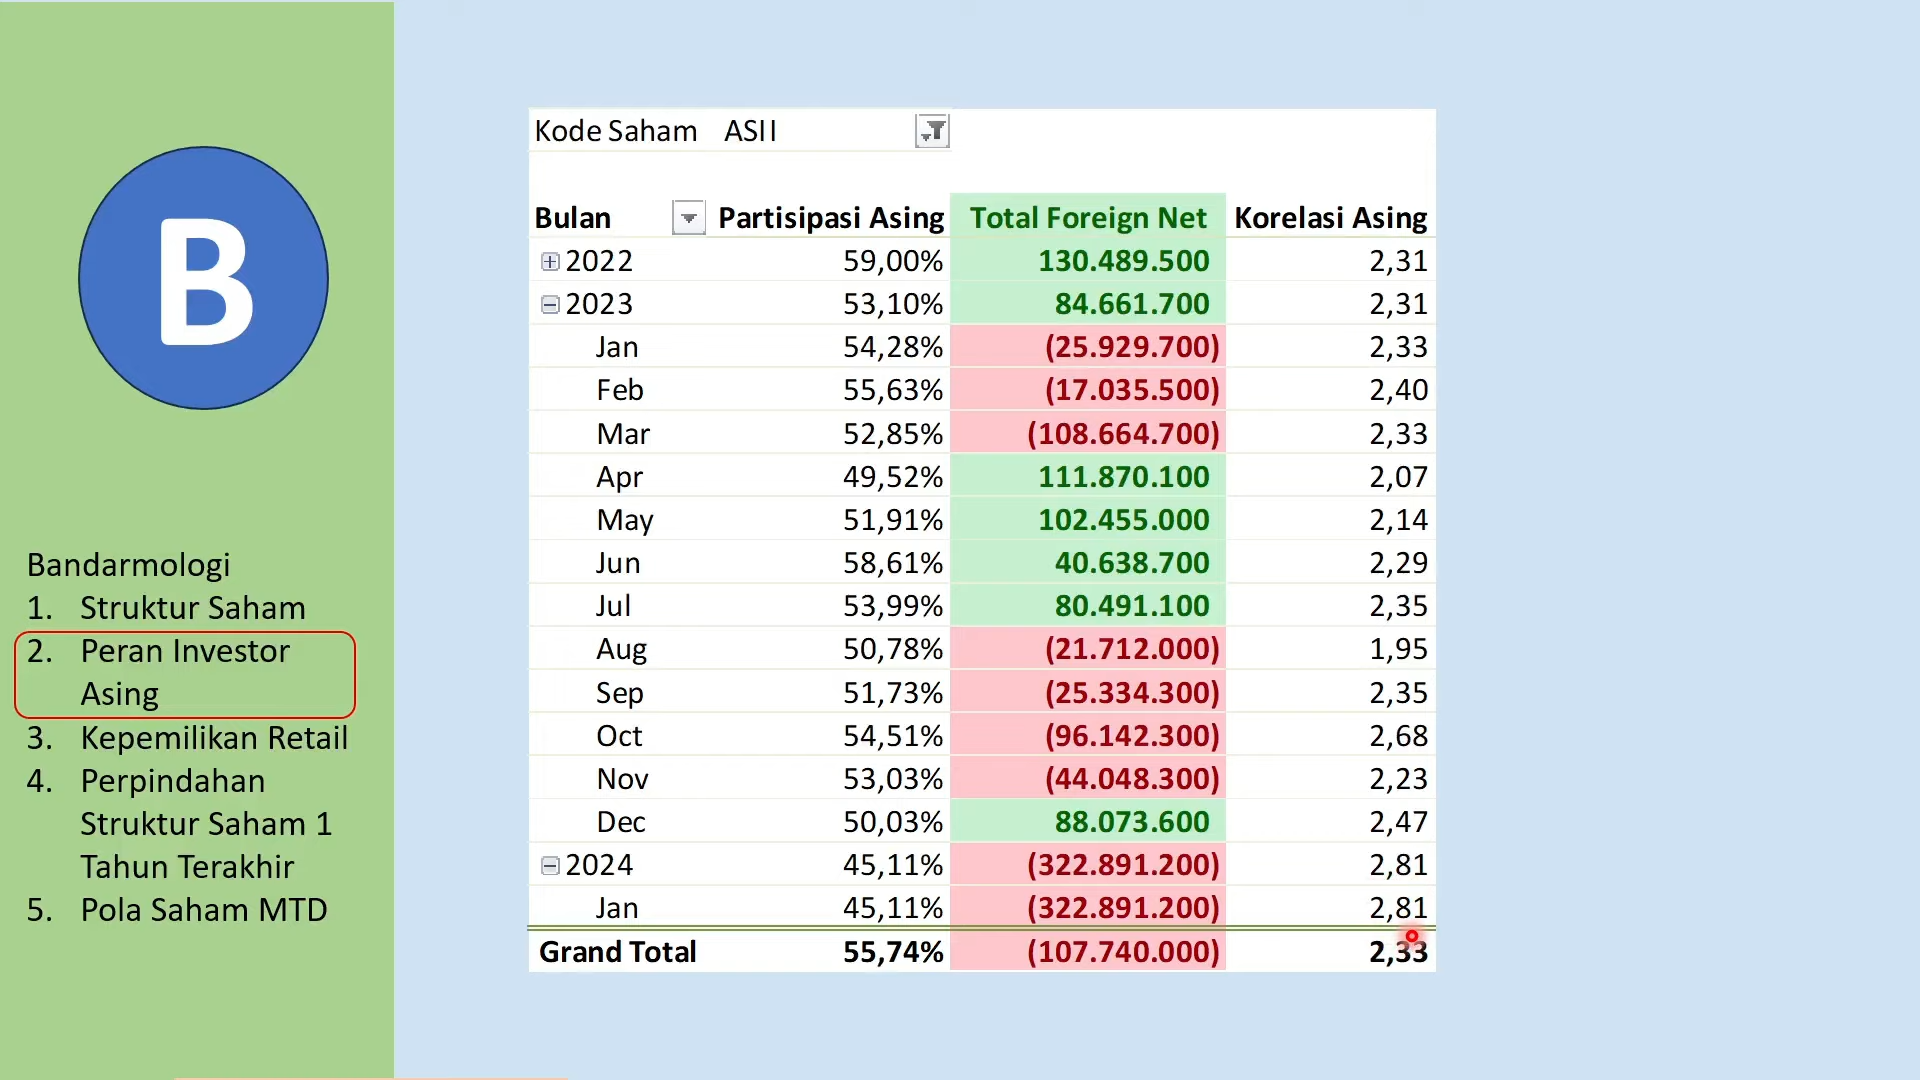 B
Bandarmologi
1. Struktur Saham
2. Peran Investor
Asing
3. Kepemilikan Retail
4. Perpindahan
Struktur Saham 1
Tahun Terakhir
5. Pola Saham MTD
Kode Saham ASII
Bulan Partisipasi Asing Total Foreign Net Korelasi Asing
2022 59,00% 130.489.500 2,31
2023 53,10% 84.661.700 2,31
Jan 54,28% (25.929.700) 2,33
Feb 55,63% (17.035.500) 2,40
Mar 52,85% (108.664.700) 2,33
Apr 49,52% 111.870.100 2,07
May 51,91% 102.455.000 2,14
Jun 58,61% 40.638.700 2,29
Jul 53,99% 80.491.100 2,35
Aug 50,78% (21.712.000) 1,95
Sep 51,73% (25.334.300) 2,35
Oct 54,51% (96.142.300) 2,68
Nov 53,03% (44.048.300) 2,23
Dec 50,03% 88.073.600 2,47
2024 45,11% (322.891.200) 2,81
Jan 45,11% (322.891.200) 2,81
Grand Total 55,74% (107.740.000) 2,33